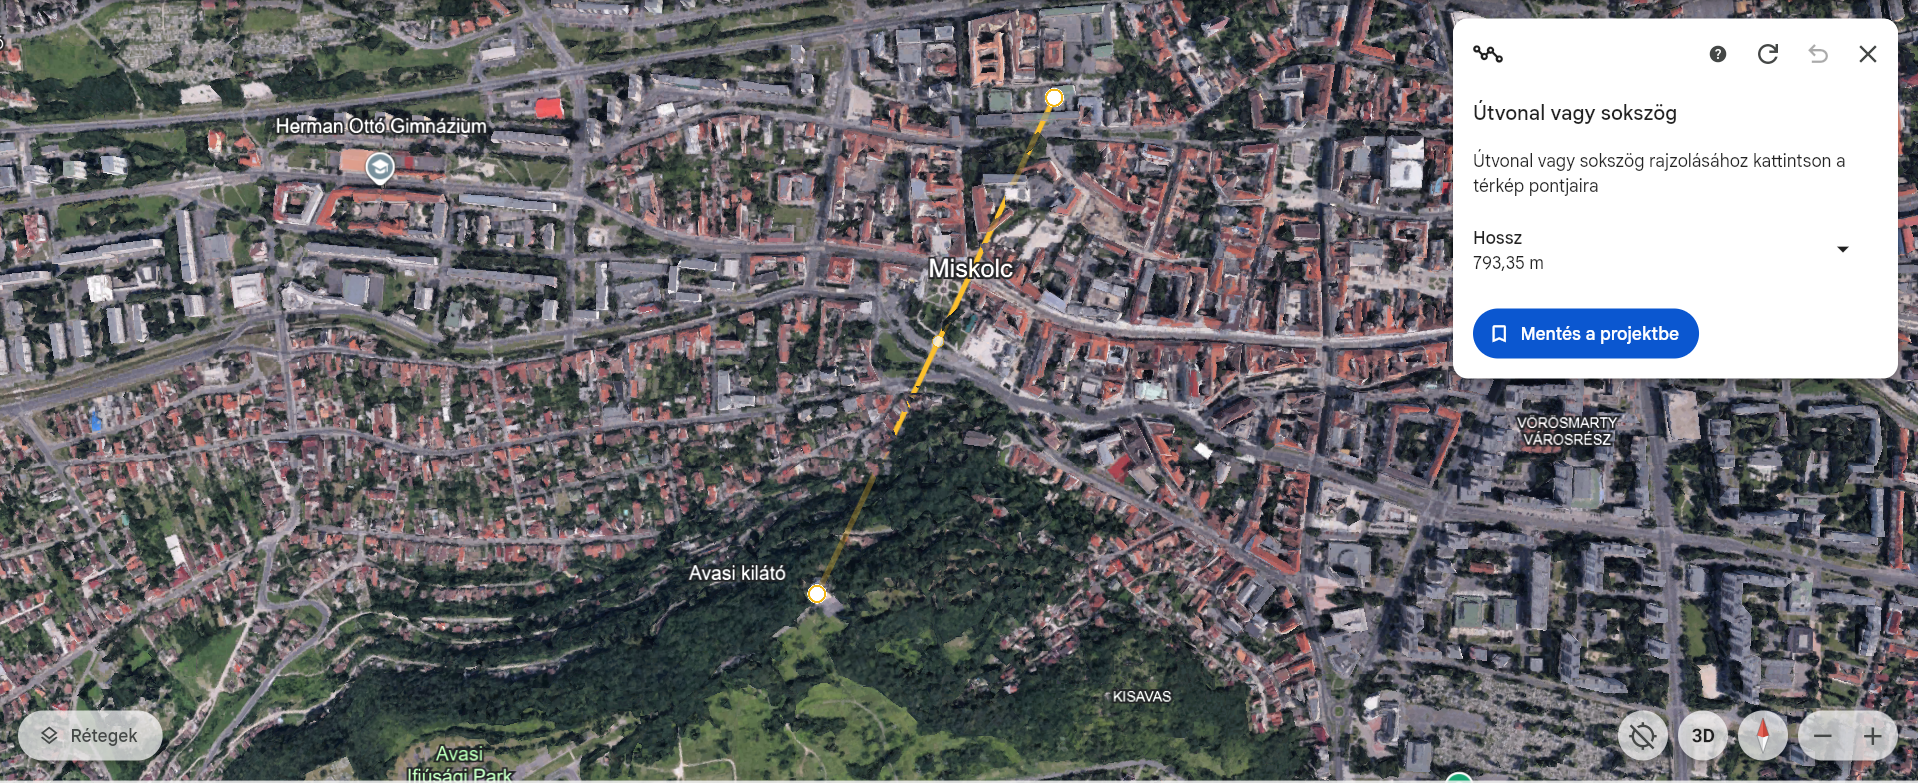 Herman Ottó Gimnázium
Miskolc
Avasi kilátó
KISAVAS
VÖRÖSMARTY
VÁROSRÉSZ
Avasi
Ifjúsági Park
Útvonal vagy sokszög
Útvonal vagy sokszög rajzolásához kattintson a
térkép pontjaira
Hossz
793,35 m
Mentés a projektbe
Rétegek
3D